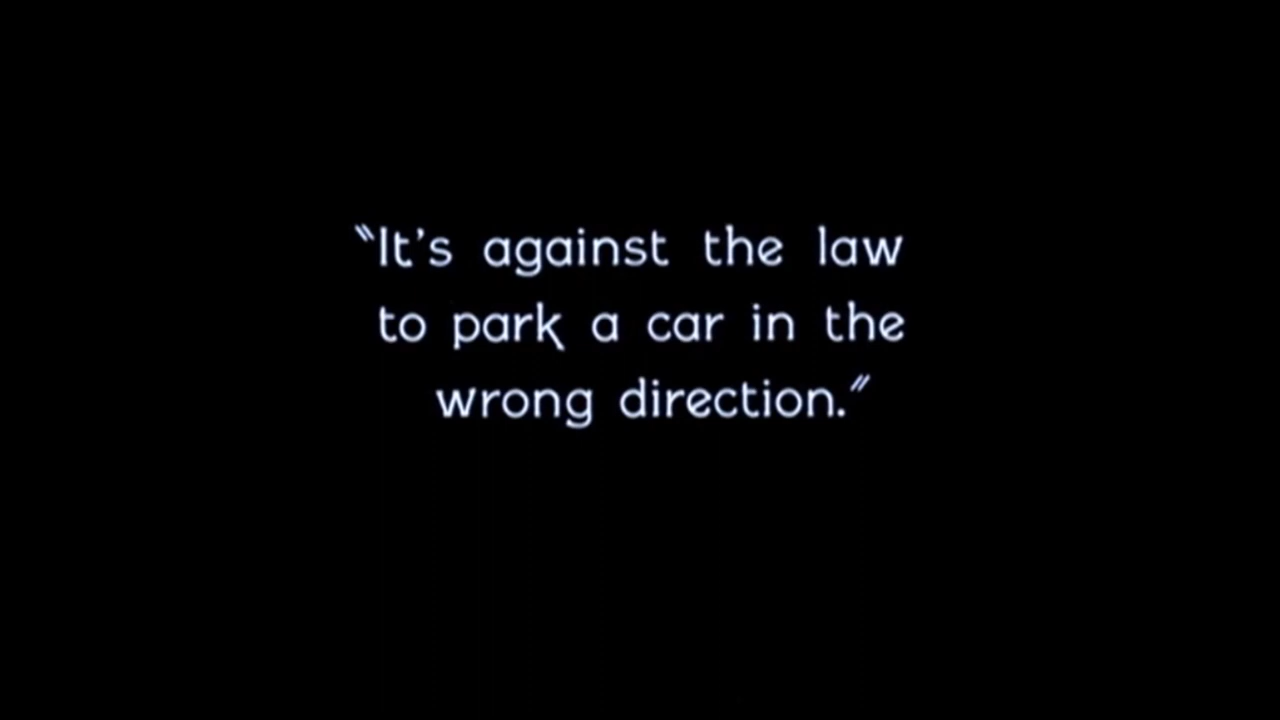 "It's against the law
to park a car in the
wrong direction."